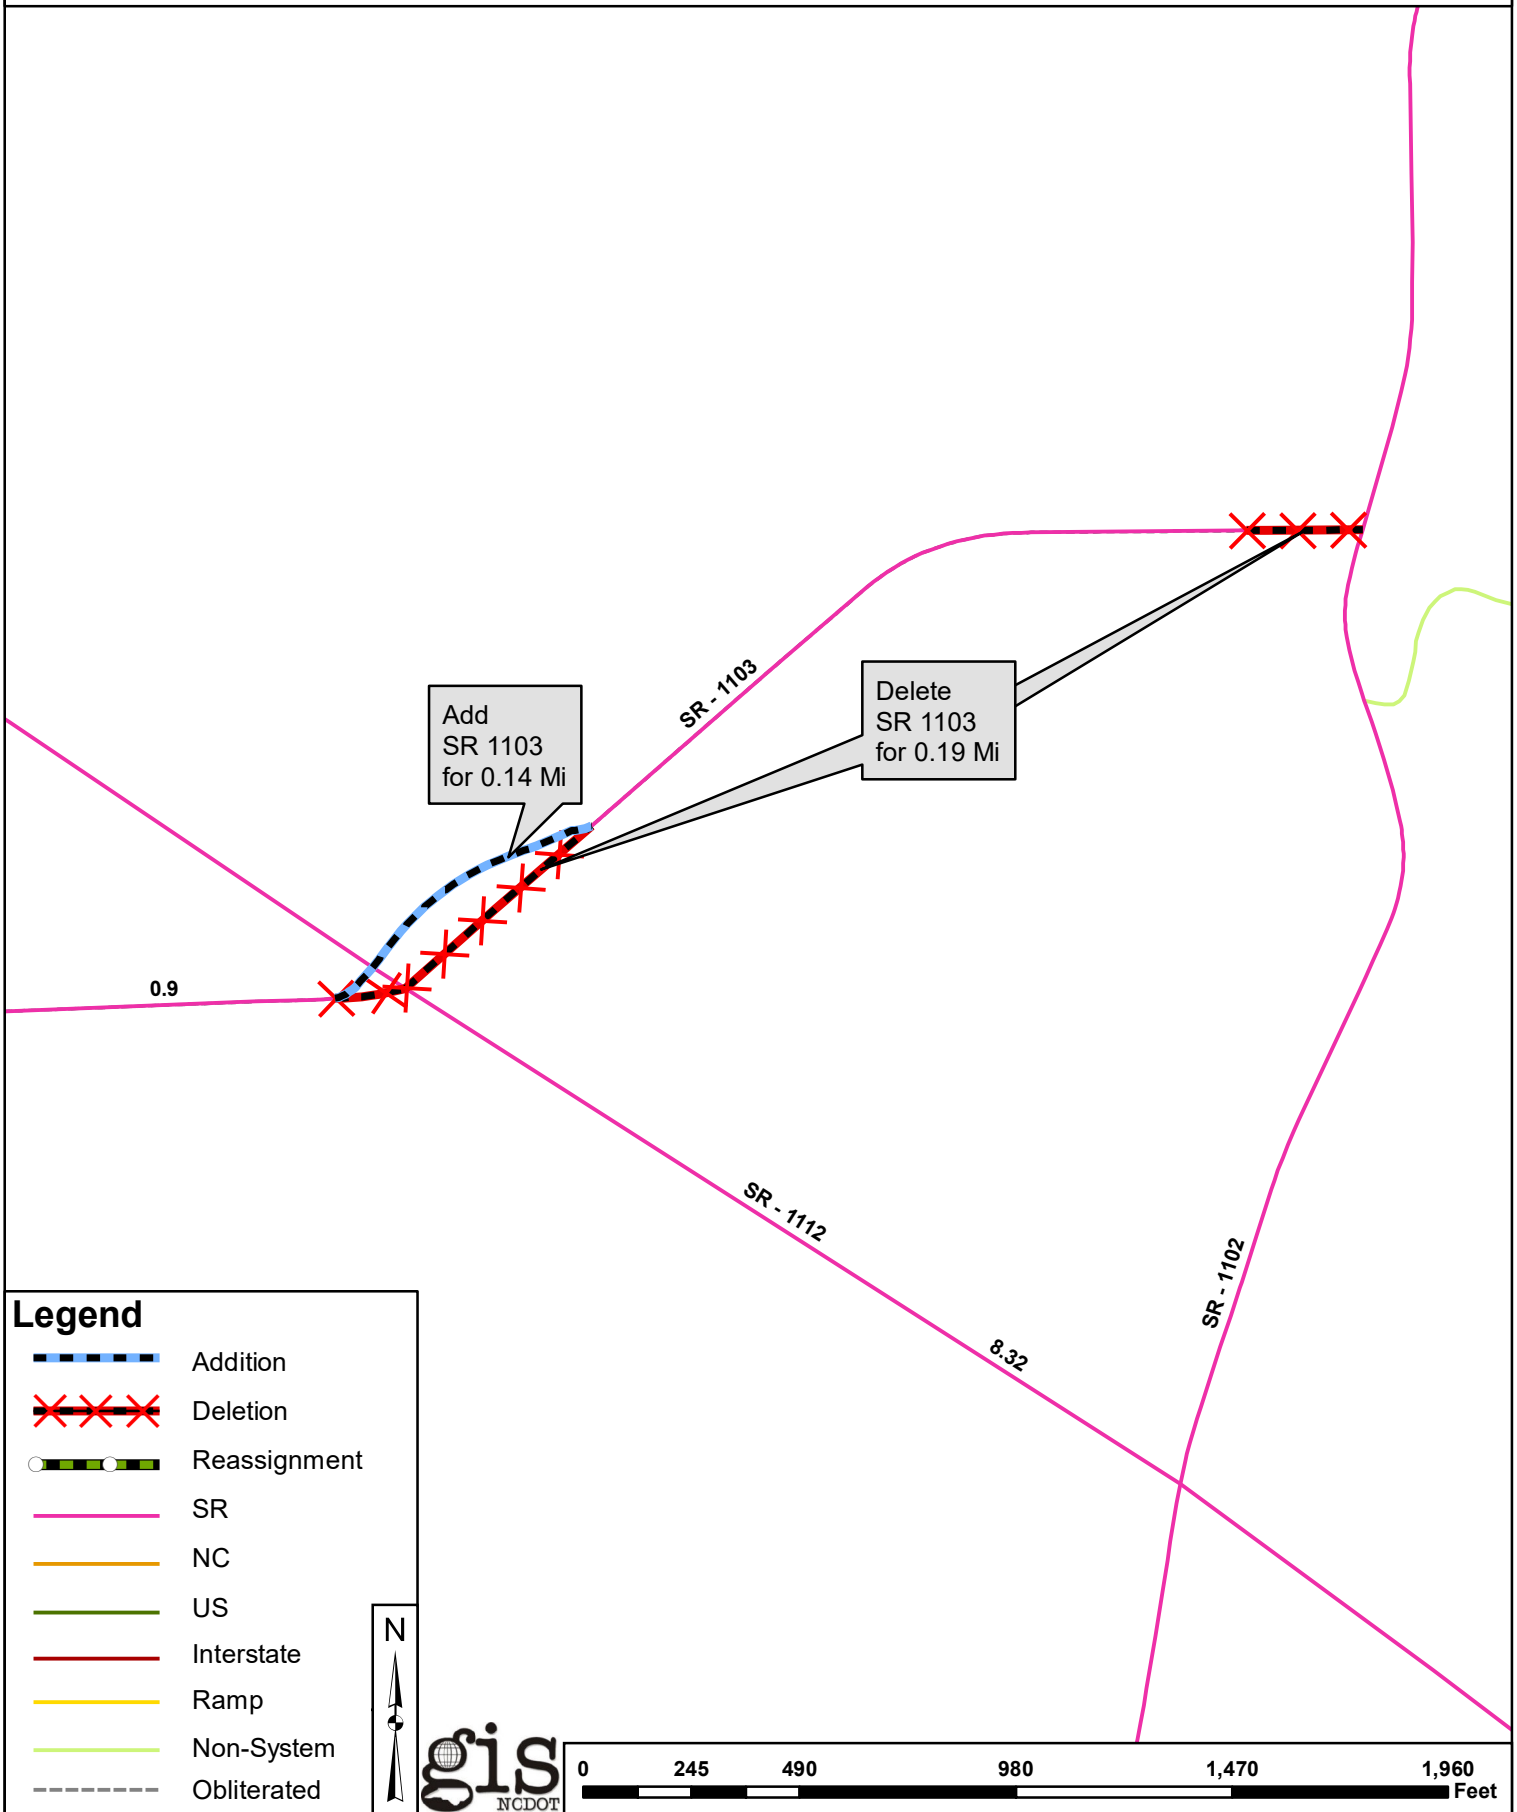 SR - 1103
Add
SR 1103
for 0.14 Mi
Delete
SR 1103
for 0.19 Mi
0.9
SR - 1112
8.32
SR - 1102
Legend
Addition
Deletion
Reassignment
SR
NC
US
Interstate
Ramp
Non-System
Obliterated
N
gis
NCDOT
0 245 490 980 1,470 1,960
Feet